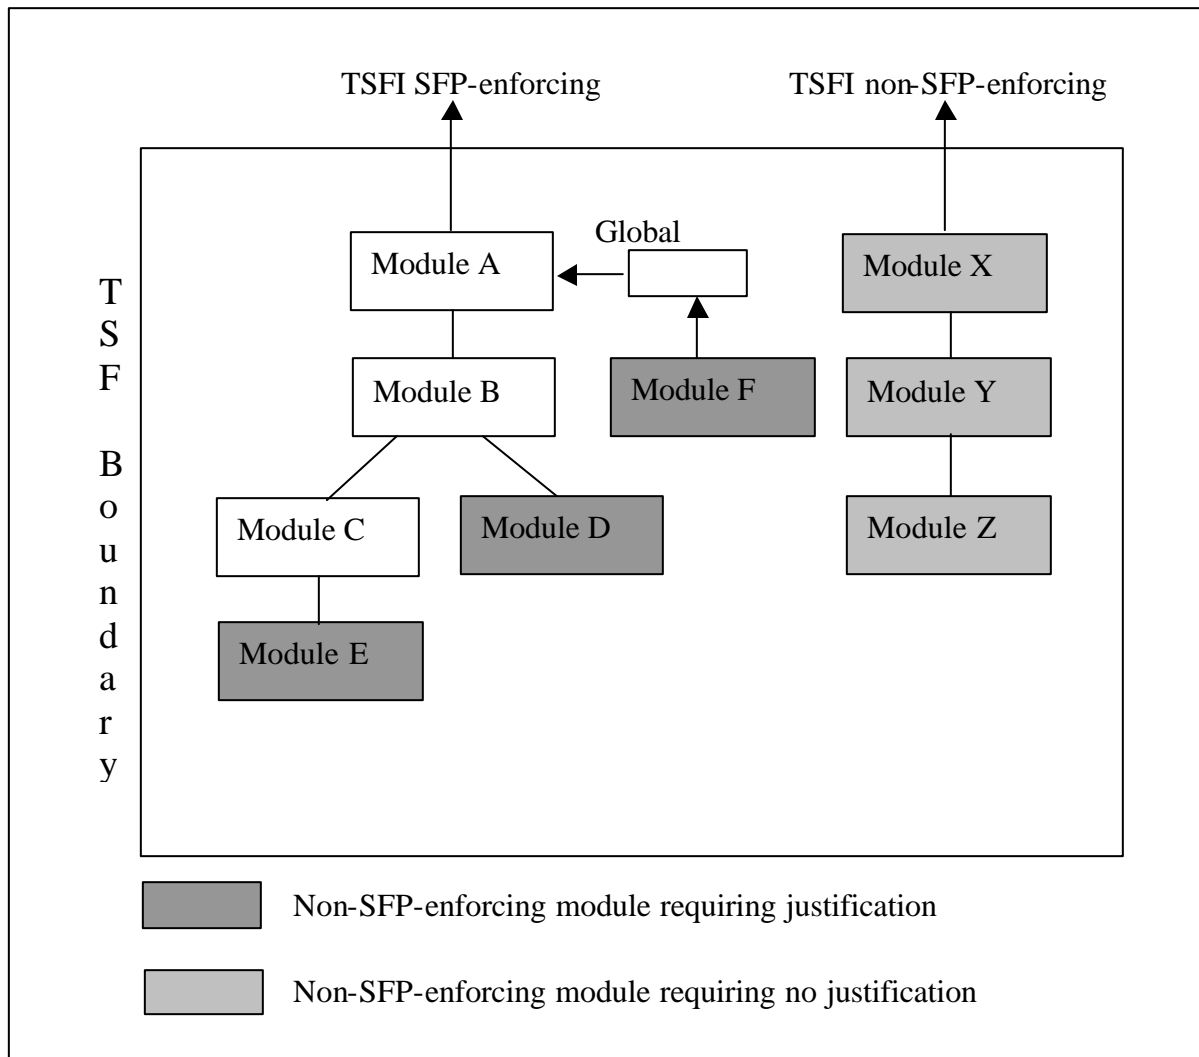 TSFI SFP-enforcing
TSFI non-SFP-enforcing
Global
Module A
Module X
Module B
Module F
Module Y
Module C
Module D
Module Z
Module E
T
S
F
B
o
u
n
d
a
r
y
Non-SFP-enforcing module requiring justification
Non-SFP-enforcing module requiring no justification